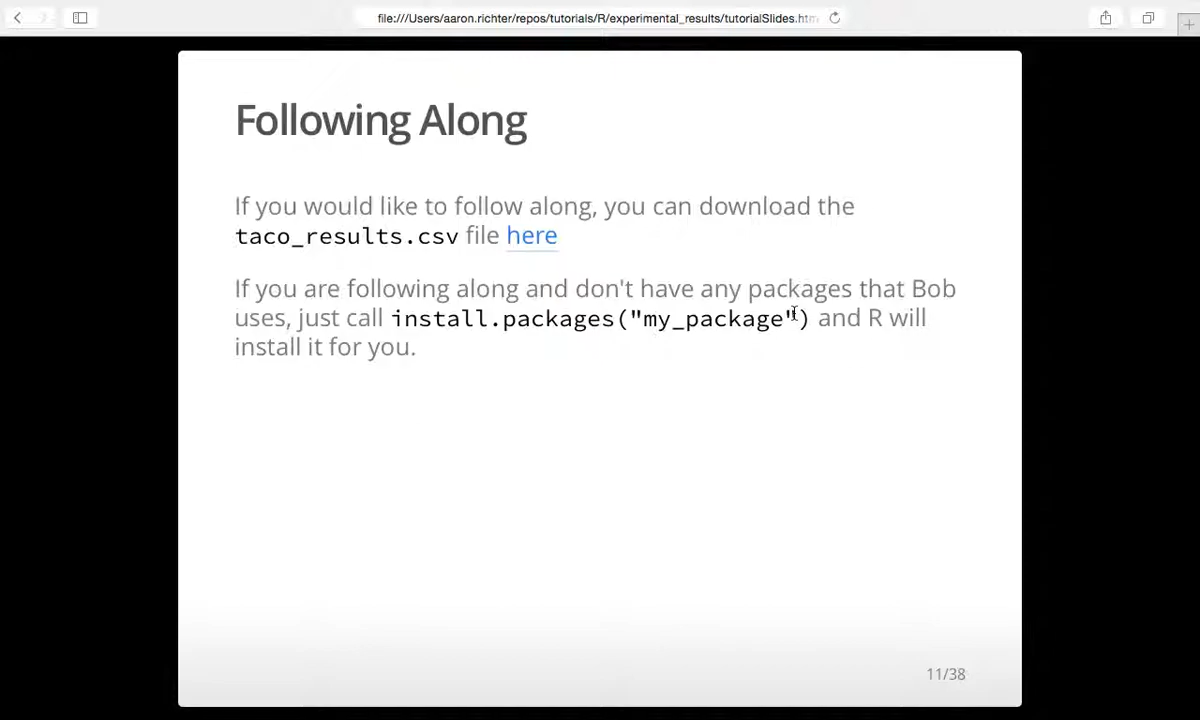 file:///Users/aaron.richter/repos/tutorials/R/experimental_results/tutorialSlides.htm
Following Along
If you would like to follow along, you can download the
taco_results.csv file here
If you are following along and don't have any packages that Bob
uses, just call install.packages("my_package") and R will
install it for you.
11/38